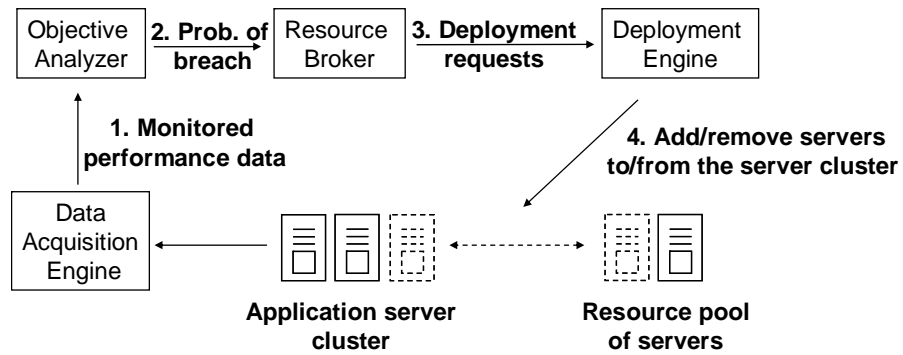 Objective
Analyzer
2. Prob. of
breach
Resource
Broker
3. Deployment
requests
Deployment
Engine
1. Monitored
performance data
4. Add/remove servers
to/from the server cluster
Data
Acquisition
Engine
Application server
cluster
Resource pool
of servers